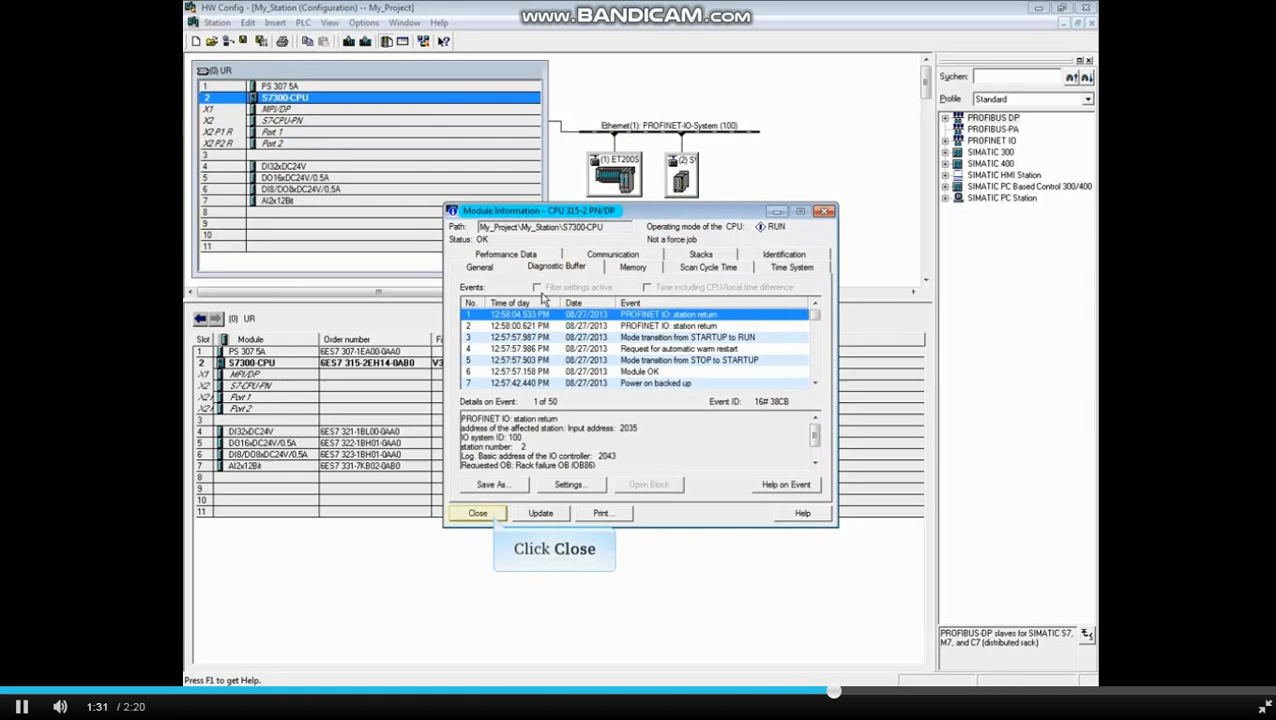 HW Config - [My_Station (Configuration) -- My_Project]
www.BANDICAM.com
Station Edit Insert PLC View Options Window Help
(0) UR
1 PS 307 5A
2 S7300-CPU
X1 MPI/DP
X2 S7-CPU-PN
X2 P1 R Port 1
X2 P2 R Port 2
3
4 DI32xDC24V
5 DO16xDC24V/0.5A
6 DI8/DO8xDC24V/0.5A
7 AI2x12Bit
8
9
10
11
Ethernet(1): PROFINET-IO-System (100)
(1) ET200S
(2) S
Suchen:
Profile Standard
PROFIBUS DP
PROFIBUS-PA
PROFINET IO
SIMATIC 300
SIMATIC 400
SIMATIC HMI Station
SIMATIC PC Based Control 300/400
SIMATIC PC Station
Module Information - CPU 315-2 PN/DP
Path: My_Project\My_Station\S7300-CPU Operating mode of the CPU: RUN
Status: OK Not a force job
Performance Data Communication Stacks Identification
General Diagnostic Buffer Memory Scan Cycle Time Time System
Events: Filter settings active Time including CPU/local time difference
No. Time of day Date Event
1 12:58:04.533 PM 08/27/2013 PROFINET IO: station return
2 12:58:00.621 PM 08/27/2013 PROFINET IO: station return
3 12:57:57.987 PM 08/27/2013 Mode transition from STARTUP to RUN
4 12:57:57.986 PM 08/27/2013 Request for automatic warm restart
5 12:57:57.903 PM 08/27/2013 Mode transition from STOP to STARTUP
6 12:57:57.158 PM 08/27/2013 Module OK
7 12:57:42.440 PM 08/27/2013 Power on backed up
Details on Event: 1 of 50 Event ID: 16# 38CB
PROFINET IO: station return
address of the affected station: Input address: 2035
IO system ID: 100
station number: 2
Log. Basic address of the IO controller: 2043
Requested OB: Rack failure OB (OB86)
Save As... Settings... Open Block Help on Event
Close Update Print... Help
Click Close
(0) UR
Slot Module Order number
1 PS 307 5A 6ES7 307-1EA00-0AA0
2 S7300-CPU 6ES7 315-2EH14-0AB0 V3
X1 MPI/DP
X2 S7-CPU-PN
X2 Port 1
X2 Port 2
3
4 DI32xDC24V 6ES7 321-1BL00-0AA0
5 DO16xDC24V/0.5A 6ES7 322-1BH01-0AA0
6 DI8/DO8xDC24V/0.5A 6ES7 323-1BH01-0AA0
7 AI2x12Bit 6ES7 331-7KB02-0AB0
8
9
10
11
PROFIBUS-DP slaves for SIMATIC S7,
M7, and C7 (distributed rack)
Press F1 to get Help.
1:31 / 2:20